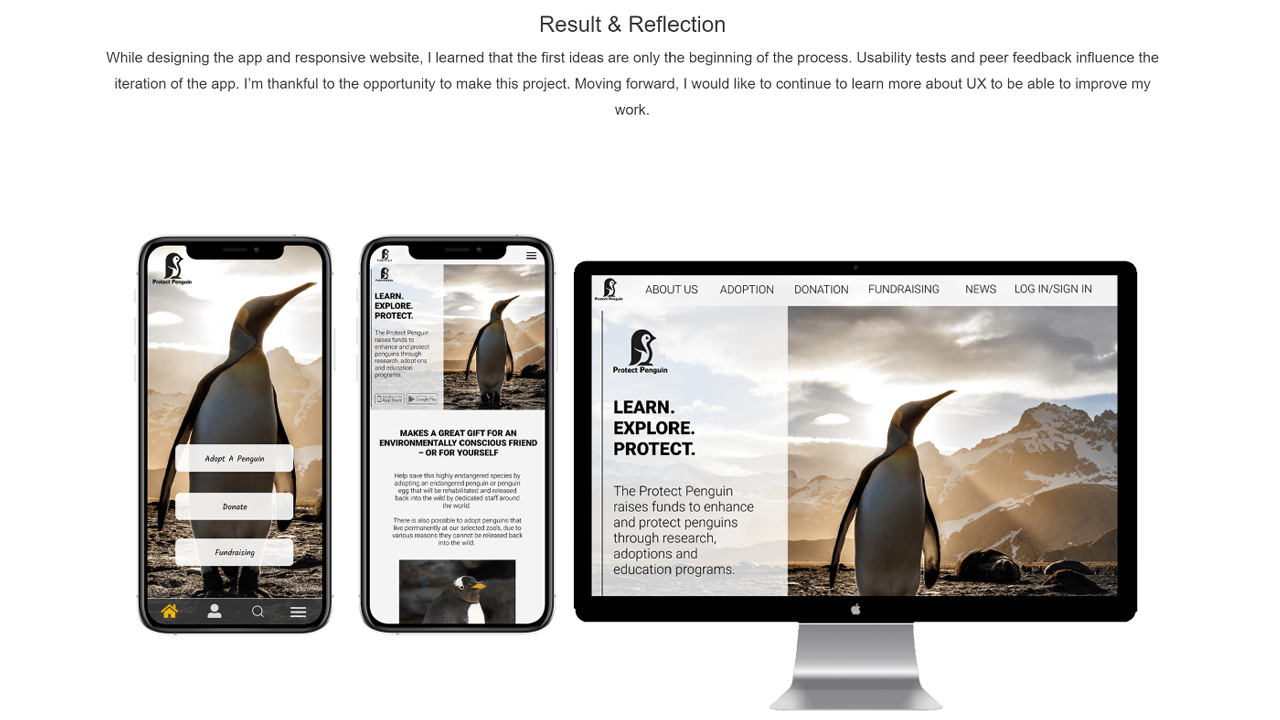 Result & Reflection
While designing the app and responsive website, I learned that the first ideas are only the beginning of the process. Usability tests and peer feedback influence the
iteration of the app. I'm thankful to the opportunity to make this project. Moving forward, I would like to continue to learn more about UX to be able to improve my
work.
Protect Penguin
Adopt A Penguin
Donate
Fundraising
LEARN.
EXPLORE.
PROTECT.
The Protect Penguin
raises funds to
enhance and protect
penguins through
research, adoptions
and education
programs.
App Store
Google Play
MAKES A GREAT GIFT FOR AN
ENVIRONMENTALLY CONSCIOUS FRIEND
– OR FOR YOURSELF
Help save this highly endangered species by
adopting an endangered penguin or penguin
egg that will be rehabilitated and released
back into the wild by dedicated staff around
the world.
There is also possible to adopt penguins that
live permanently at our selected zoo's, due to
various reasons they cannot be released back
into the wild.
Protect Penguin
ABOUT US ADOPTION DONATION FUNDRAISING NEWS LOG IN/SIGN IN
Protect Penguin
LEARN.
EXPLORE.
PROTECT.
The Protect Penguin
raises funds to enhance
and protect penguins
through research,
adoptions and
education programs.